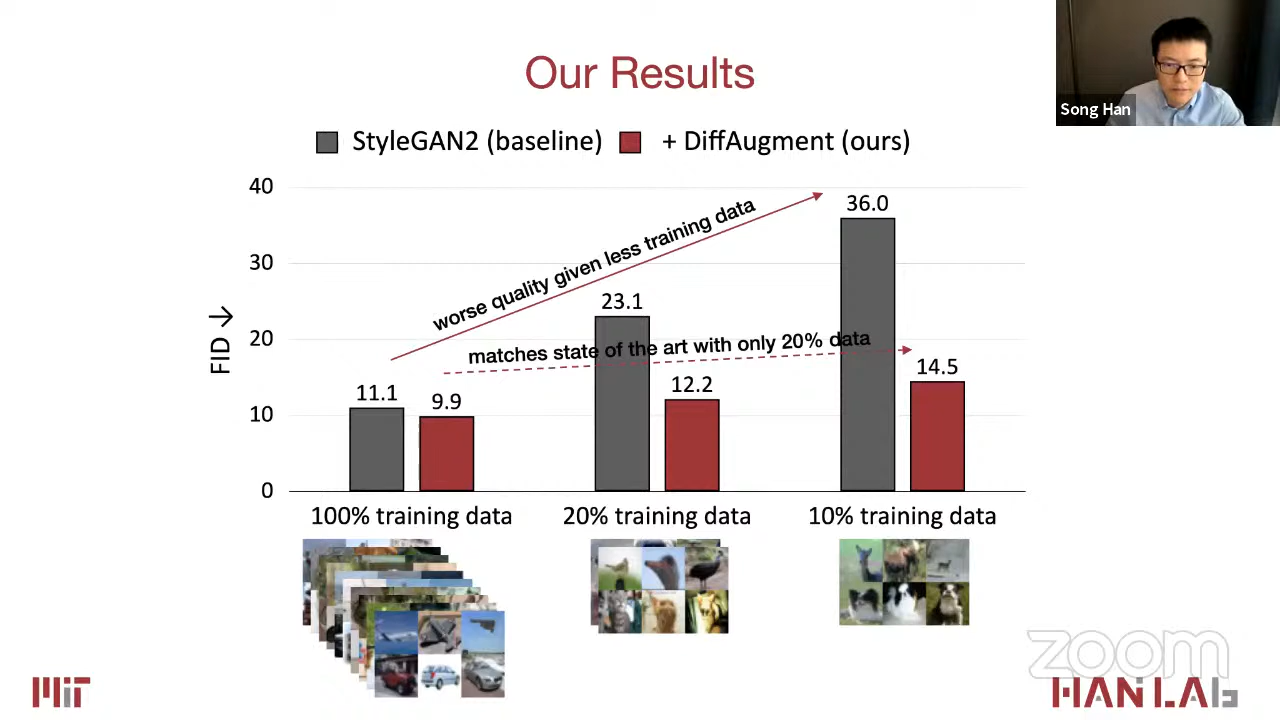 Our Results
Song Han
StyleGAN2 (baseline)
+ DiffAugment (ours)
FID ↓
40
30
20
10
0
worse quality given less training data
matches state of the art with only 20% data
11.1
9.9
23.1
12.2
36.0
14.5
100% training data
20% training data
10% training data
zoom
MIT
HAN LAb